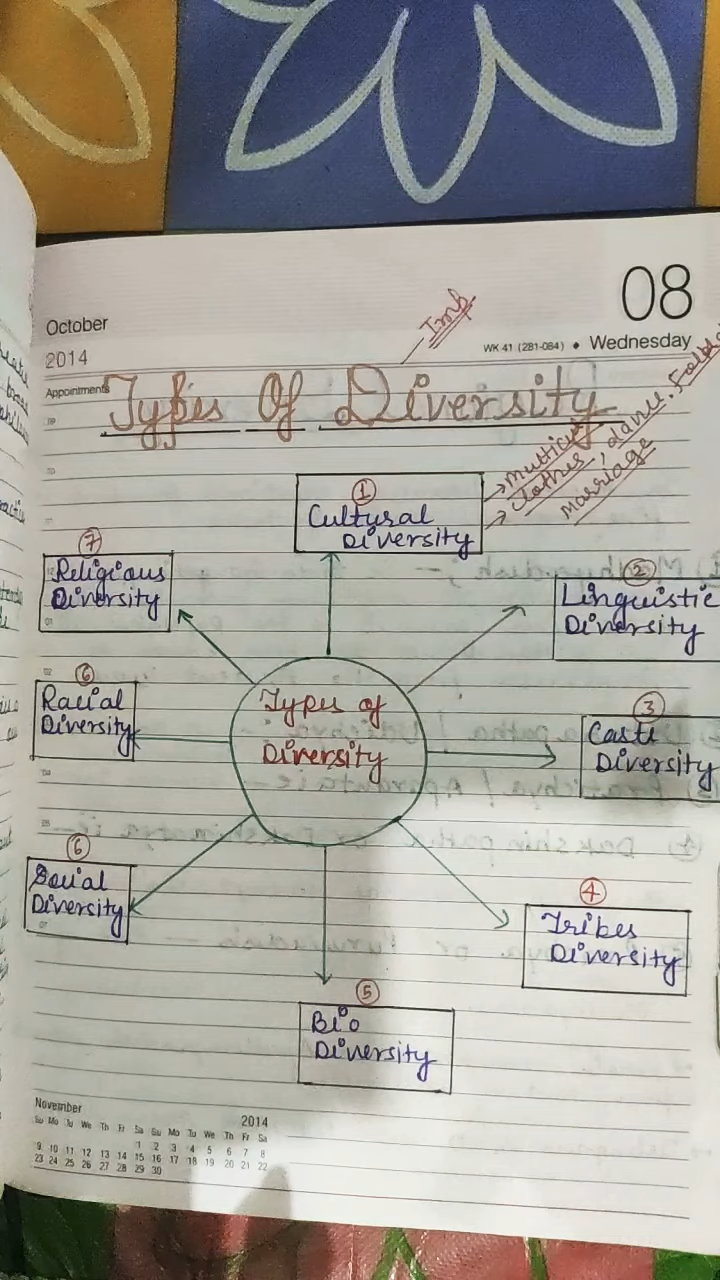 October
08
2014
WK 41 (281-084) • Wednesday
Imp
Appointments
Types Of Diversity
clothes, dance,
marriage
①
Cultural
Diversity
⑦
Religious
Diversity
②
Linguistic
Diversity
⑥
Racial
Diversity
Types of
Diversity
③
Caste
Diversity
⑥
Social
Diversity
④
Tribes
Diversity
⑤
Bio
Diversity
November
2014
Su Mo Tu We Th Fr Sa Su Mo Tu We Th Fr Sa
1 2 3 4 5 6 7 8
9 10 11 12 13 14 15 16 17 18 19 20 21 22
23 24 25 26 27 28 29 30